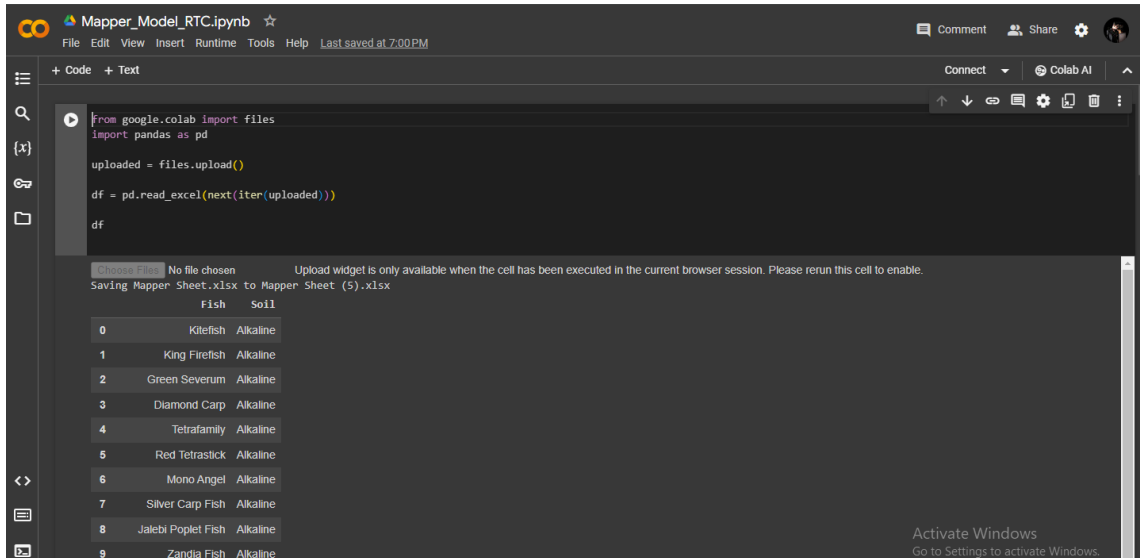 Mapper_Model_RTC.ipynb
Comment Share
File Edit View Insert Runtime Tools Help Last saved at 7:00 PM
+ Code + Text
Connect Colab AI
from google.colab import files
import pandas as pd
uploaded = files.upload()
df = pd.read_excel(next(iter(uploaded)))
df
{x}
Choose Files No file chosen Upload widget is only available when the cell has been executed in the current browser session. Please rerun this cell to enable.
Saving Mapper Sheet.xlsx to Mapper Sheet (5).xlsx
Fish Soil
0 Kitefish Alkaline
1 King Firefish Alkaline
2 Green Severum Alkaline
3 Diamond Carp Alkaline
4 Tetrafamily Alkaline
5 Red Tetrastick Alkaline
6 Mono Angel Alkaline
7 Silver Carp Fish Alkaline
8 Jalebi Poplet Fish Alkaline
9 Zandia Fish Alkaline
Activate Windows
Go to Settings to activate Windows.